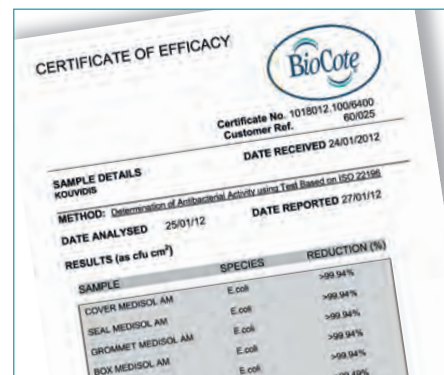 CERTIFICATE OF EFFICACY
BioCote
Certificate No. 1018012.100/6400
Customer Ref. 60/025
SAMPLE DETAILS
KOUVIDIS
DATE RECEIVED 24/01/2012
METHOD: Determination of Antibacterial Activity using Test Based on ISO 22196
DATE ANALYSED 25/01/12 DATE REPORTED 27/01/12
RESULTS (as cfu cm²)
SAMPLE SPECIES REDUCTION (%)
COVER MEDISOL AM E.coli >99.94%
SEAL MEDISOL AM E.coli >99.94%
GROMMET MEDISOL AM E.coli >99.94%
BOX MEDISOL AM E.coli >99.94%
E.coli